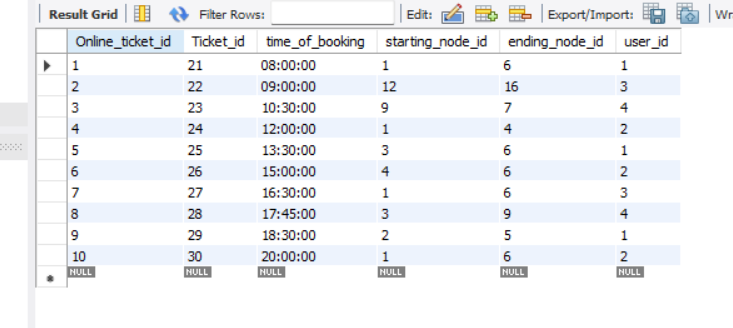 Result Grid Filter Rows: Edit: Export/Import: Wr
Online_ticket_id Ticket_id time_of_booking starting_node_id ending_node_id user_id
1 21 08:00:00 1 6 1
2 22 09:00:00 12 16 3
3 23 10:30:00 9 7 4
4 24 12:00:00 1 4 2
5 25 13:30:00 3 6 1
6 26 15:00:00 4 6 2
7 27 16:30:00 1 6 3
8 28 17:45:00 3 9 4
9 29 18:30:00 2 5 1
10 30 20:00:00 1 6 2
NULL NULL NULL NULL NULL NULL